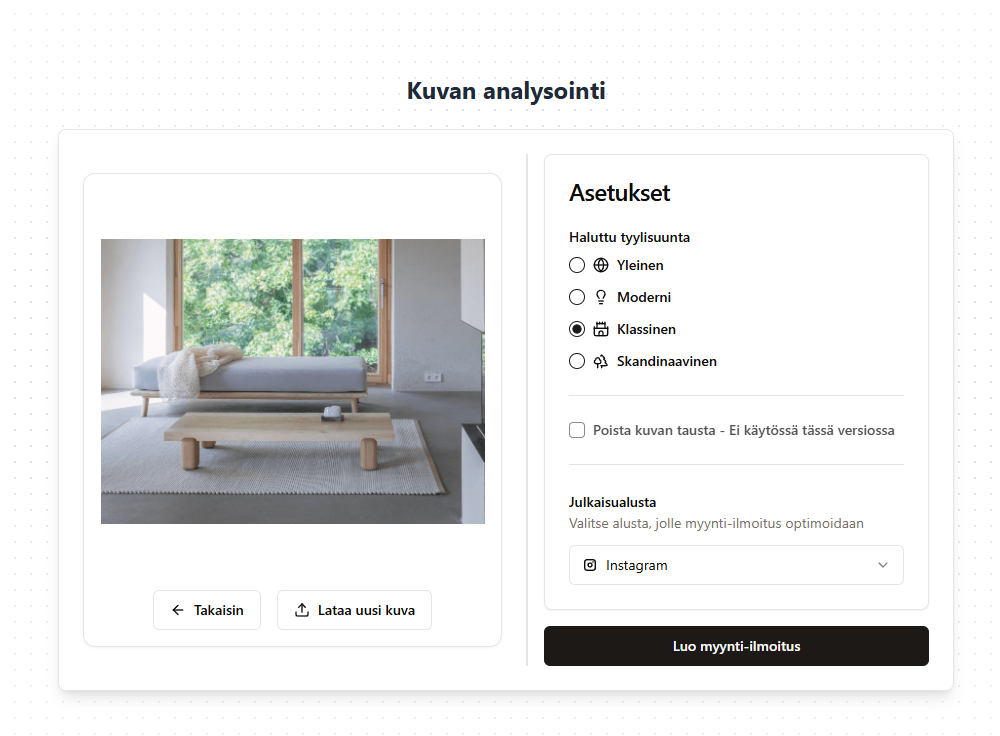 Kuvan analysointi
Takaisin
Lataa uusi kuva
Asetukset
Haluttu tyylisuunta
Yleinen
Moderni
Klassinen
Skandinaavinen
Poista kuvan tausta - Ei käytössä tässä versiossa
Julkaisualusta
Valitse alusta, jolle myynti-ilmoitus optimoidaan
Instagram
Luo myynti-ilmoitus